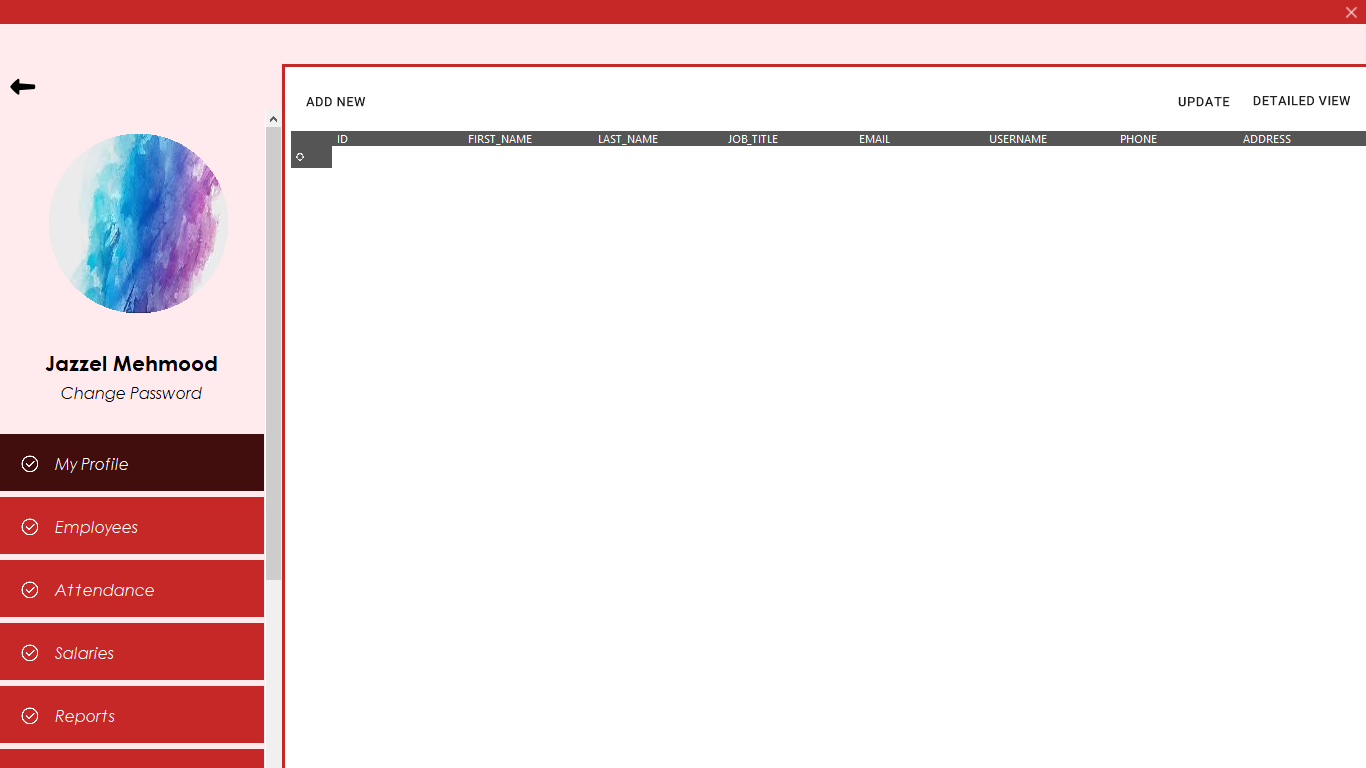 ADD NEW
UPDATE
DETAILED VIEW
ID FIRST_NAME LAST_NAME JOB_TITLE EMAIL USERNAME PHONE ADDRESS
Jazzel Mehmood
Change Password
My Profile
Employees
Attendance
Salaries
Reports